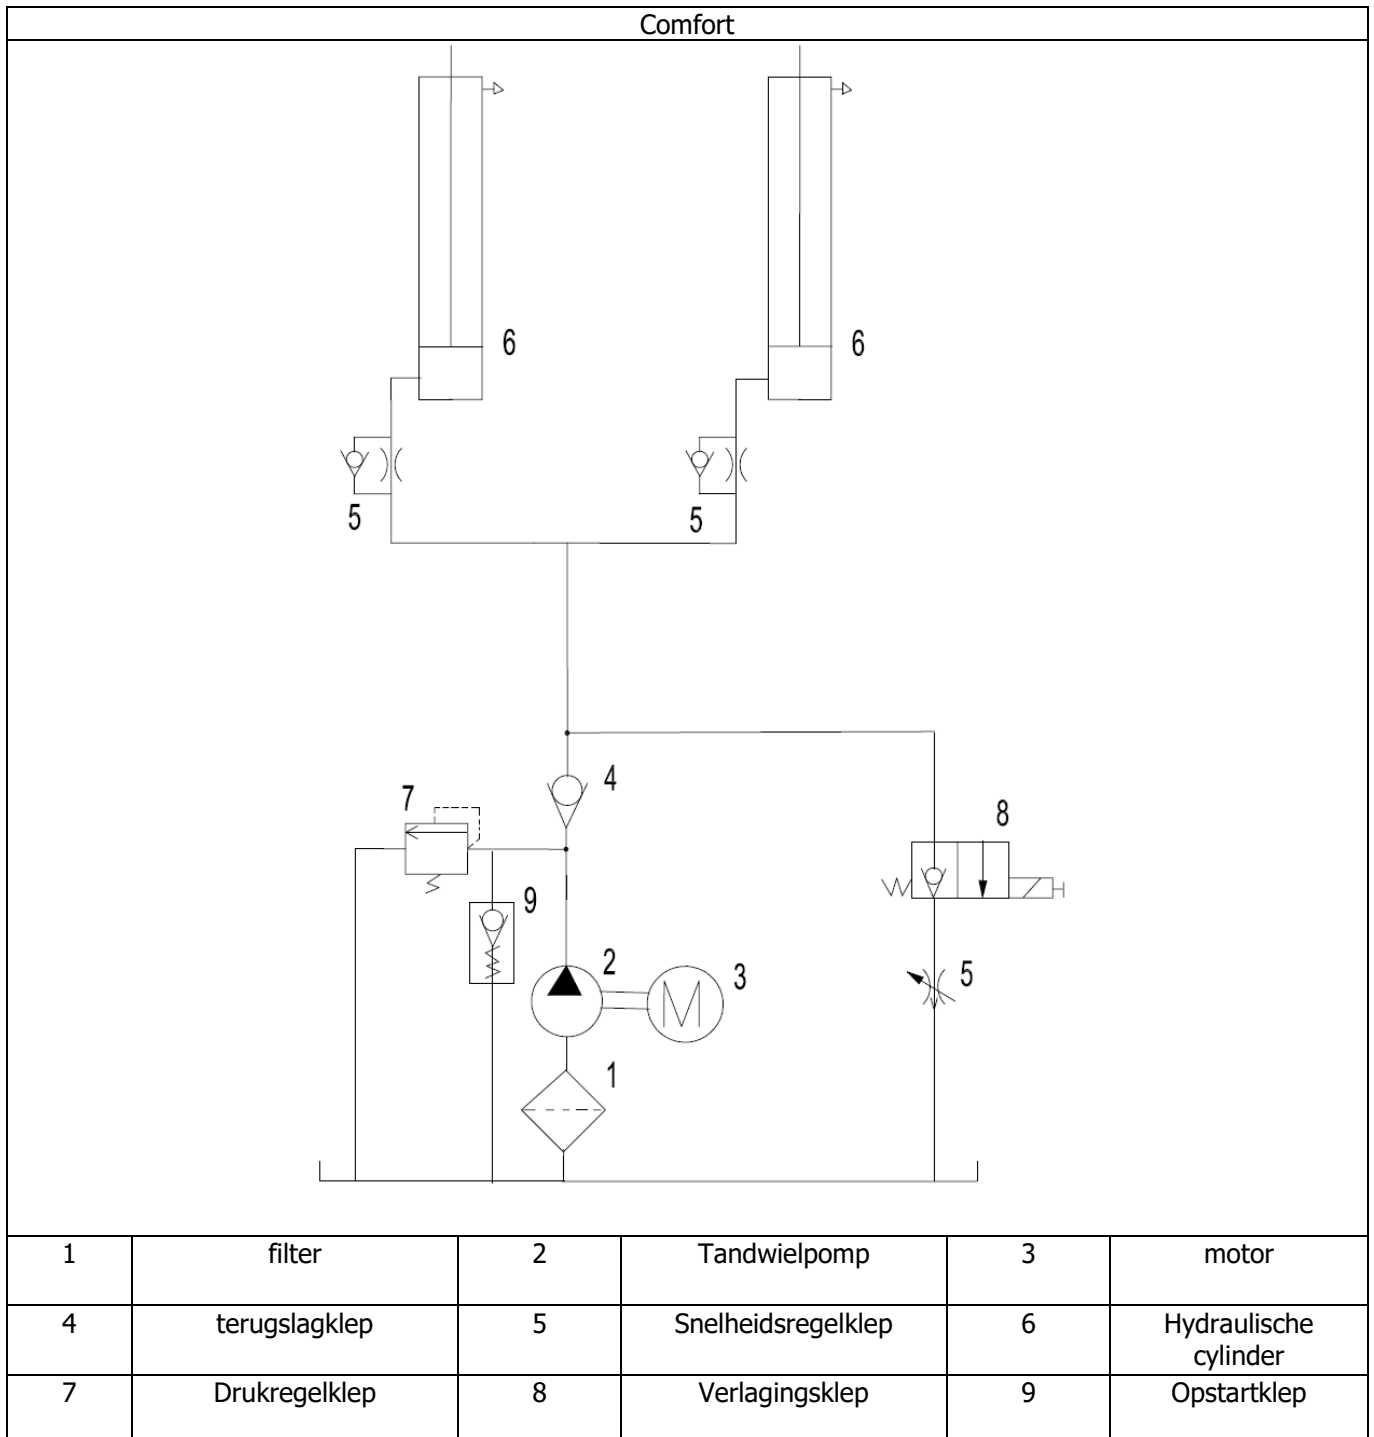 Comfort
6
6
5
5
4
7
8
9
2
3
5
M
1
1 filter 2 Tandwielpomp 3 motor
4 terugslagklep 5 Snelheidsregelklep 6 Hydraulische
cylinder
7 Drukregelklep 8 Verlagingsklep 9 Opstartklep